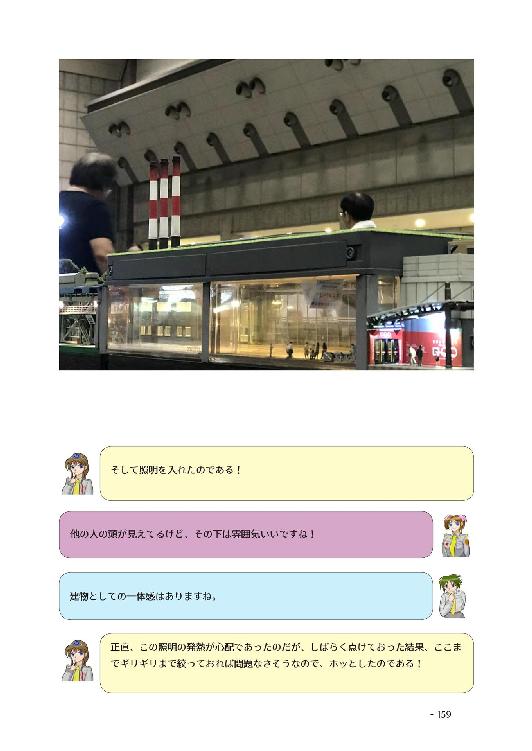 そして照明を入れたのである！
他の人の頭が見えてるけど、その下は雰囲気いいですね！
建物としての一体感はありますね。
正直、この照明の発熱が心配であったのだが、しばらく点けておった結果、ここま
でギリギリまで絞っておれば問題なさそうなので、ホッとしたのである！
- 159